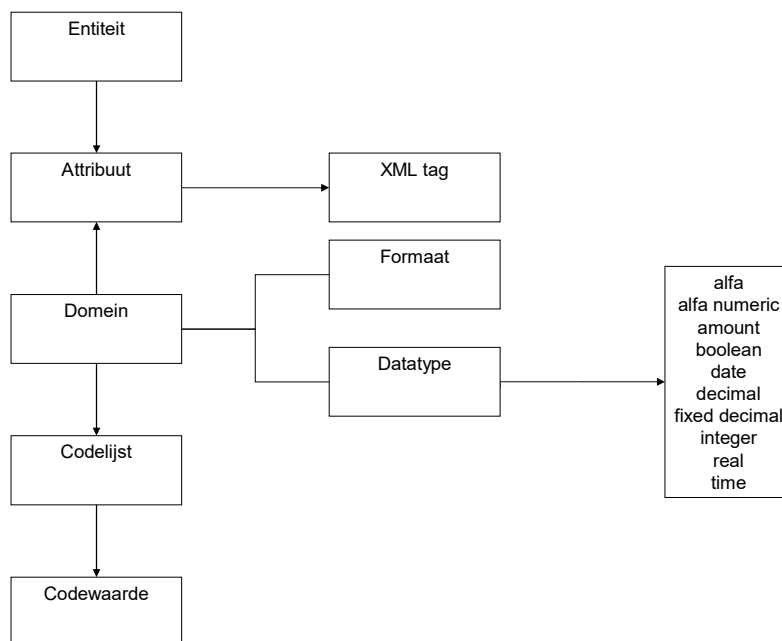 Entiteit
Attribuut
XML tag
Formaat
Domein
Datatype
Codelijst
Codewaarde
alfa
alfa numeric
amount
boolean
date
decimal
fixed decimal
integer
real
time